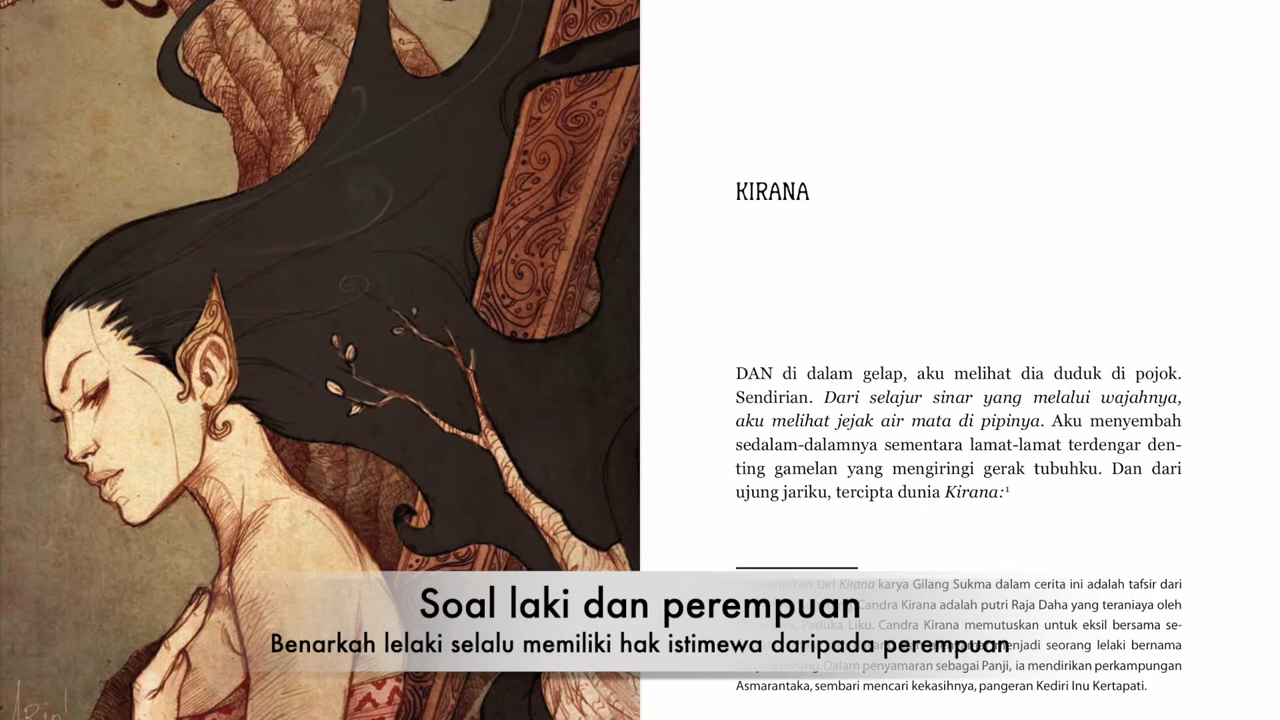 KIRANA
DAN di dalam gelap, aku melihat dia duduk di pojok.
Sendirian. Dari selajur sinar yang melalui wajahnya,
aku melihat jejak air mata di pipinya. Aku menyembah
sedalam-dalamnya sementara lamat-lamat terdengar den-
ting gamelan yang mengiringi gerak tubuhku. Dan dari
ujung jariku, tercipta dunia Kirana:¹
tari Kirana karya Gilang Sukma dalam cerita ini adalah tafsir dari
Candra Kirana adalah putri Raja Daha yang teraniaya oleh
Paduka Liku. Candra Kirana memutuskan untuk eksil bersama se-
menjadi seorang lelaki bernama
Dalam penyamaran sebagai Panji, ia mendirikan perkampungan
Asmarantaka, sembari mencari kekasihnya, pangeran Kediri Inu Kertapati.
Soal laki dan perempuan
Benarkah lelaki selalu memiliki hak istimewa daripada perempuan